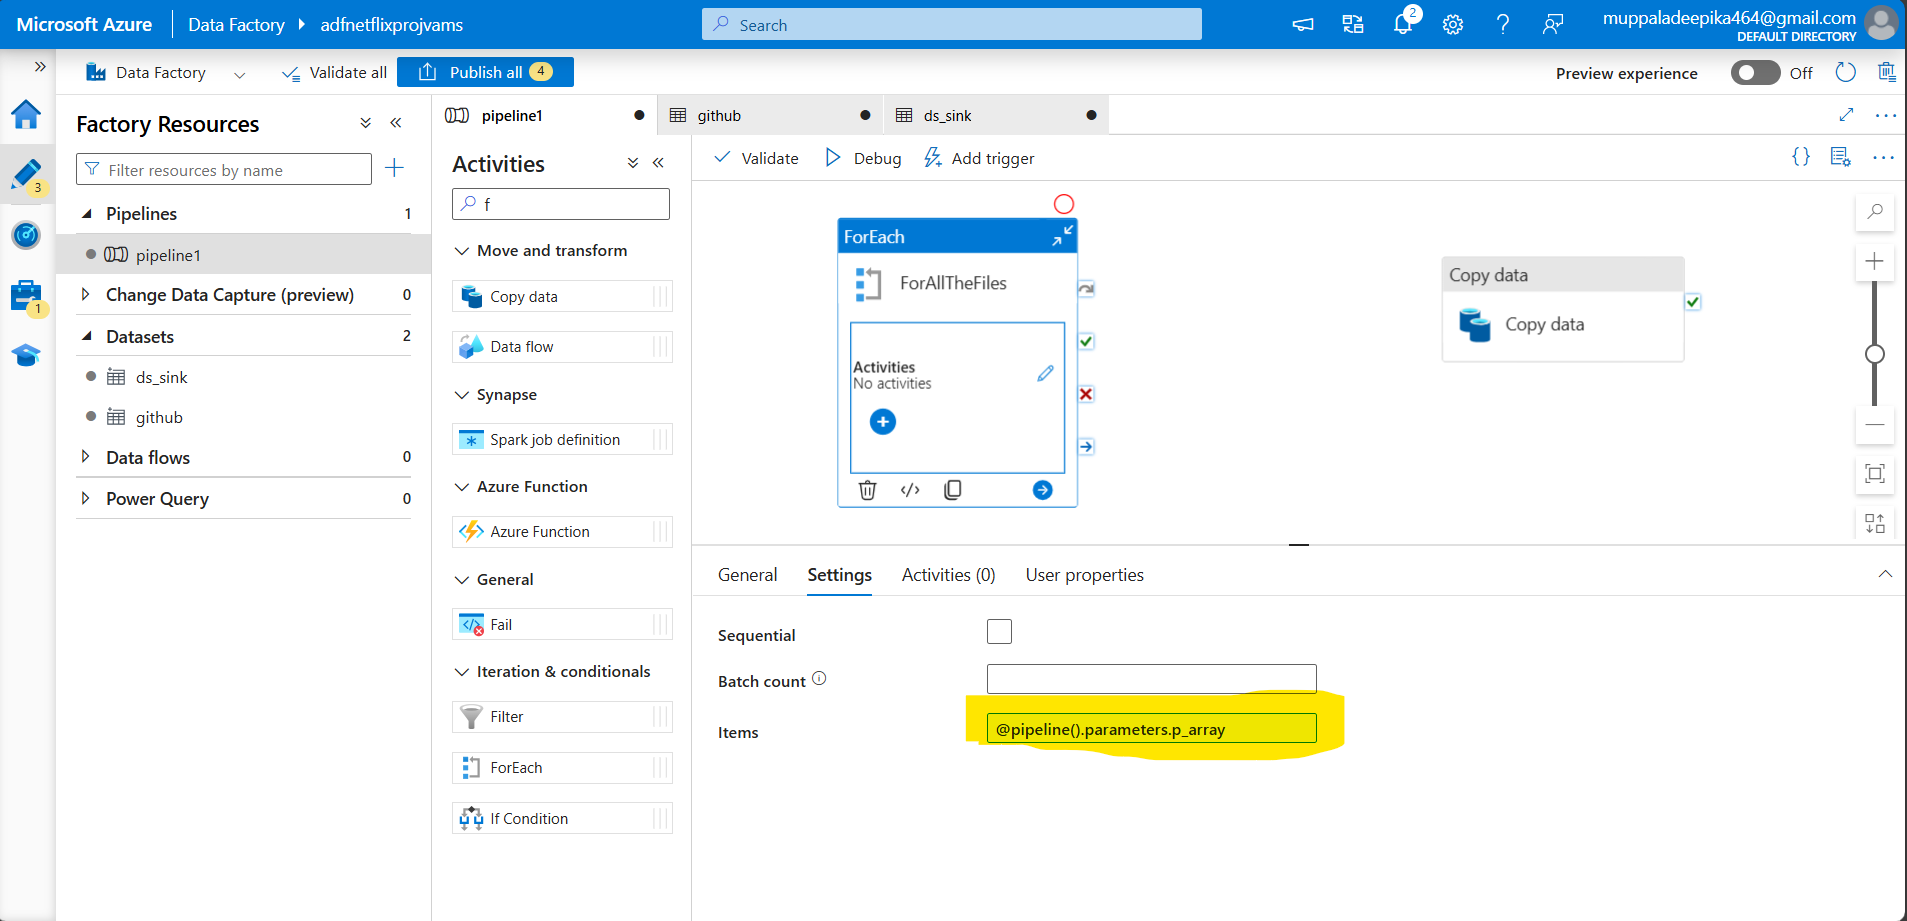 Microsoft Azure
Data Factory
adfnetflixprojvams
Search
2
muppaladeepika464@gmail.com
DEFAULT DIRECTORY
Data Factory
Validate all
Publish all 4
Preview experience
Off
3
1
Factory Resources
Filter resources by name
Pipelines 1
pipeline1
Change Data Capture (preview) 0
Datasets 2
ds_sink
github
Data flows 0
Power Query 0
pipeline1
github
ds_sink
Activities
f
Move and transform
Copy data
Data flow
Synapse
Spark job definition
Azure Function
Azure Function
General
Fail
Iteration & conditionals
Filter
ForEach
If Condition
Validate
Debug
Add trigger
ForEach
ForAllTheFiles
Activities
No activities
Copy data
Copy data
General
Settings
Activities (0)
User properties
Sequential
Batch count
Items
@pipeline().parameters.p_array